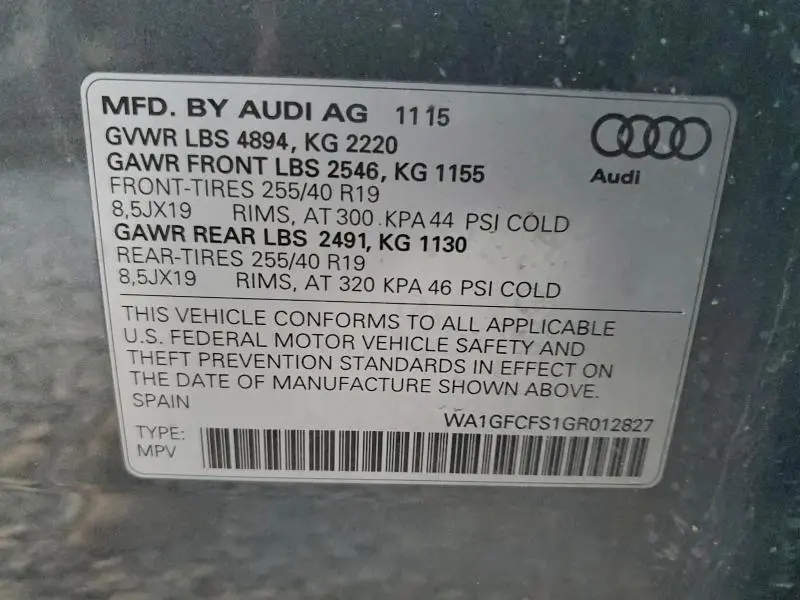 MFD. BY AUDI AG 11 15
GVWR LBS 4894, KG 2220
GAWR FRONT LBS 2546, KG 1155
FRONT-TIRES 255/40 R19
8,5JX19 RIMS, AT 300 KPA 44 PSI COLD
GAWR REAR LBS 2491, KG 1130
REAR-TIRES 255/40 R19
8,5JX19 RIMS, AT 320 KPA 46 PSI COLD
Audi
THIS VEHICLE CONFORMS TO ALL APPLICABLE
U.S. FEDERAL MOTOR VEHICLE SAFETY AND
THEFT PREVENTION STANDARDS IN EFFECT ON
THE DATE OF MANUFACTURE SHOWN ABOVE.
SPAIN
WA1GFCFS1GR012827
TYPE:
MPV